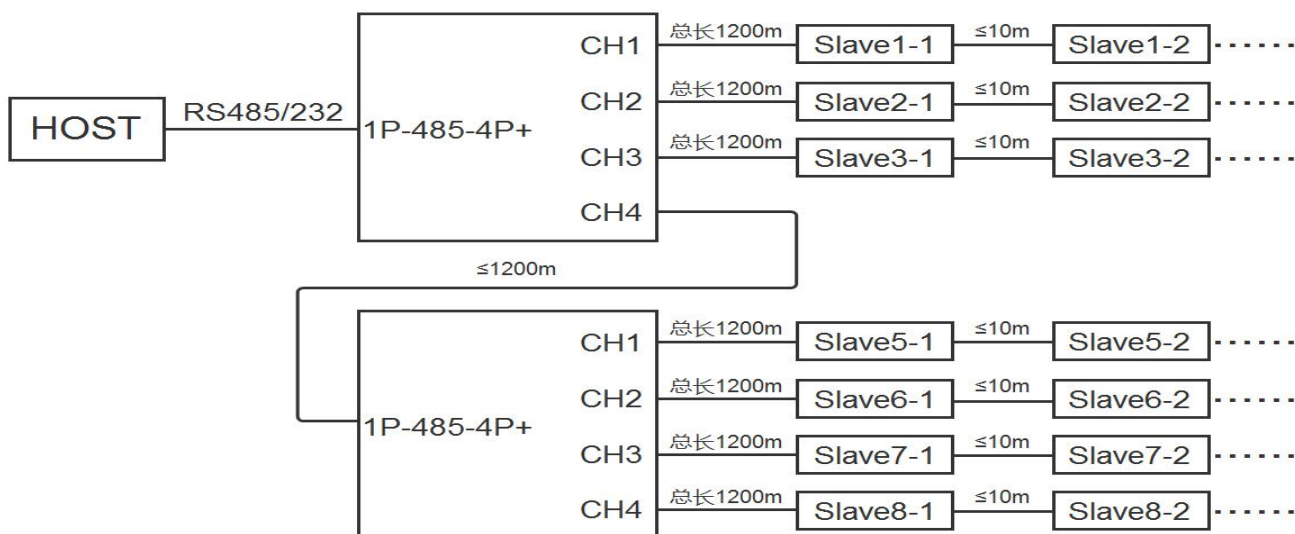 CH1 总长1200m Slave1-1 ≤10m Slave1-2
CH2 总长1200m Slave2-1 ≤10m Slave2-2
HOST RS485/232 1P-485-4P+
CH3 总长1200m Slave3-1 ≤10m Slave3-2
CH4
≤1200m
CH1 总长1200m Slave5-1 ≤10m Slave5-2
CH2 总长1200m Slave6-1 ≤10m Slave6-2
1P-485-4P+
CH3 总长1200m Slave7-1 ≤10m Slave7-2
CH4 总长1200m Slave8-1 ≤10m Slave8-2